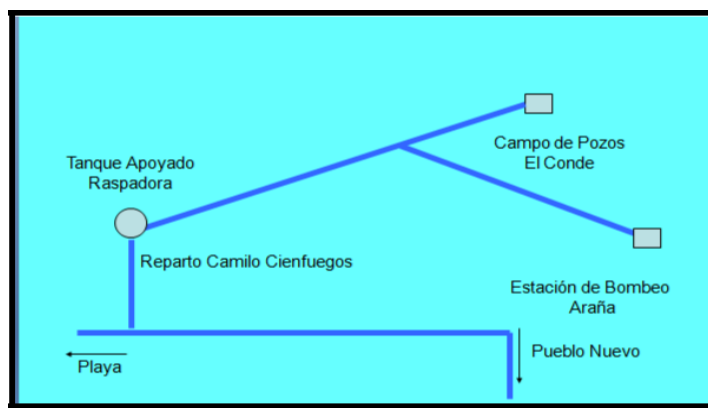 Campo de Pozos
El Conde
Tanque Apoyado
Raspadora
Reparto Camilo Cienfuegos
Estación de Bombeo
Araña
Pueblo Nuevo
Playa